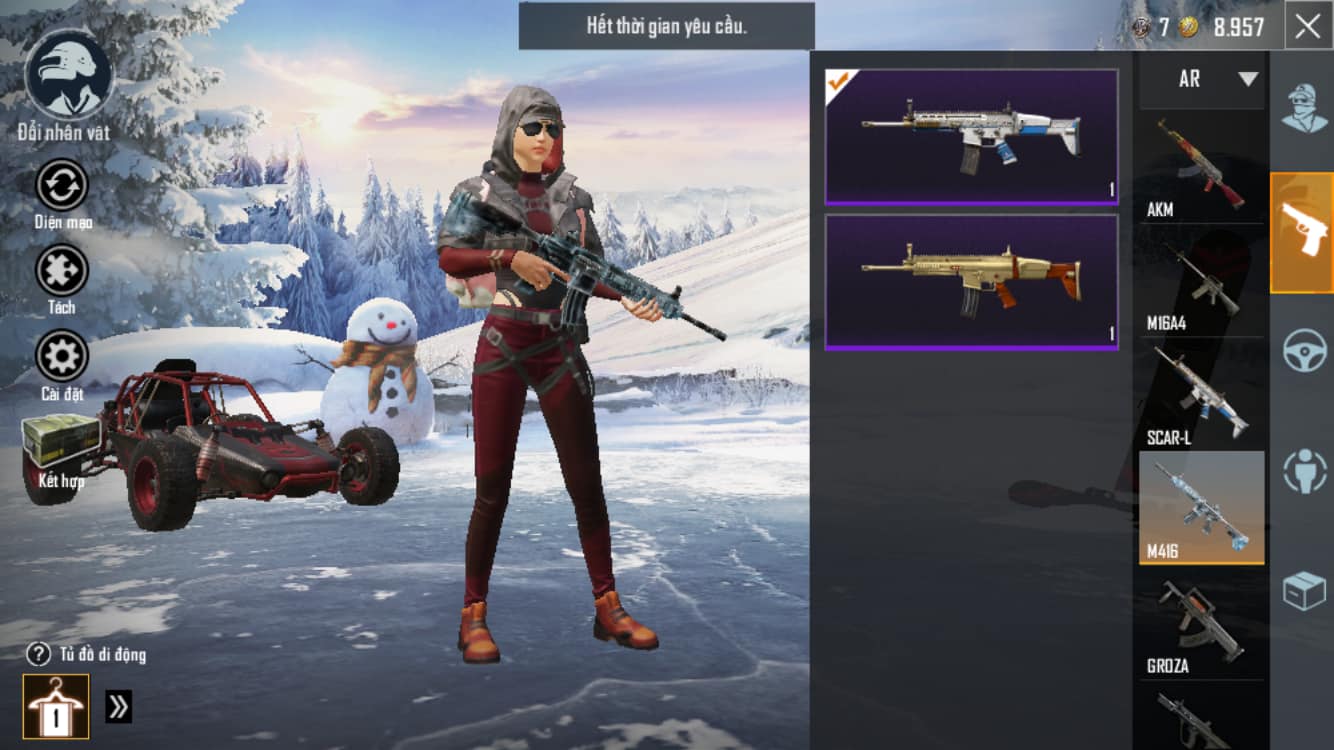 Hết thời gian yêu cầu.
7
8.957
Đổi nhân vật
Diện mạo
Tách
Cài đặt
Kết hợp
? Tủ đồ di động
1
1
1
AR
AKM
M16A4
SCAR-L
M416
GROZA